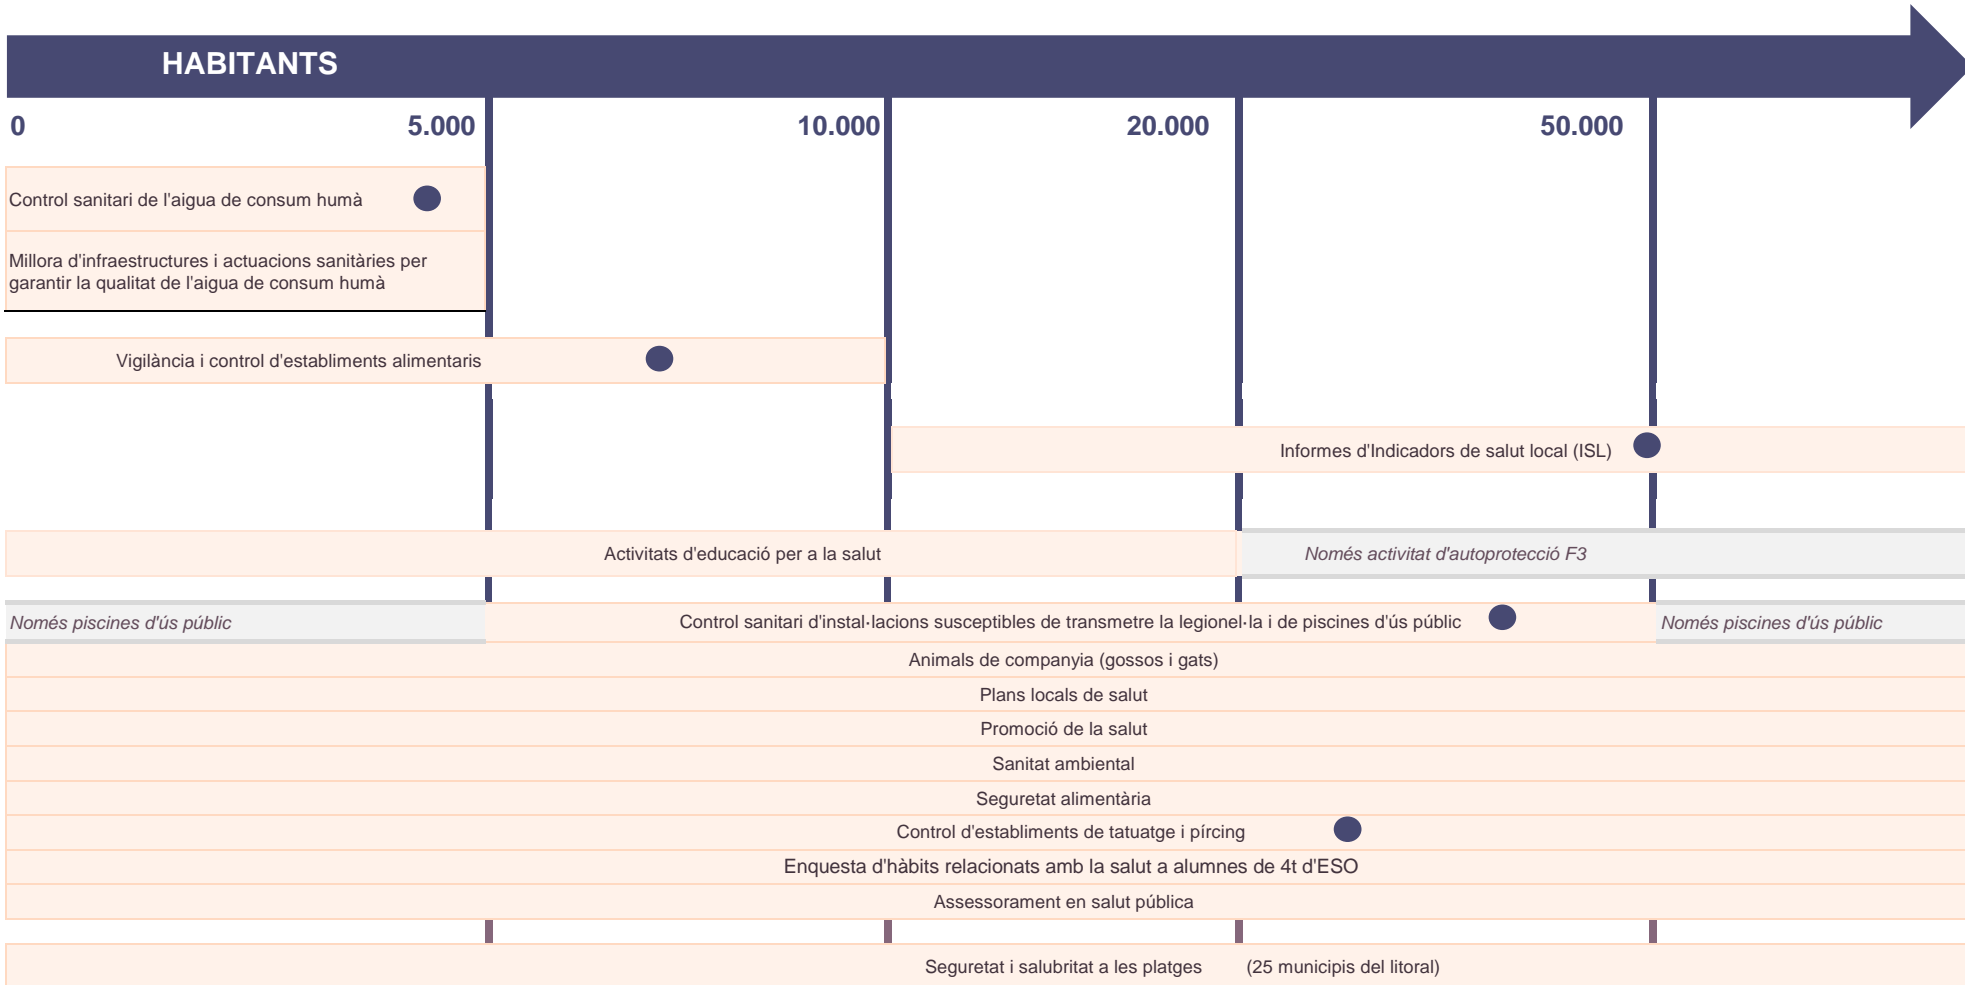 HABITANTS
0 5.000 10.000 20.000 50.000
Control sanitari de l'aigua de consum humà
Millora d'infraestructures i actuacions sanitàries per
garantir la qualitat de l'aigua de consum humà
Vigilància i control d'establiments alimentaris
Informes d'Indicadors de salut local (ISL)
Activitats d'educació per a la salut Només activitat d'autoprotecció F3
Només piscines d'ús públic Control sanitari d'instal·lacions susceptibles de transmetre la legionel·la i de piscines d'ús públic Només piscines d'ús públic
Animals de companyia (gossos i gats)
Plans locals de salut
Promoció de la salut
Sanitat ambiental
Seguretat alimentària
Control d'establiments de tatuatge i pírcing
Enquesta d'hàbits relacionats amb la salut a alumnes de 4t d'ESO
Assessorament en salut pública
Seguretat i salubritat a les platges (25 municipis del litoral)